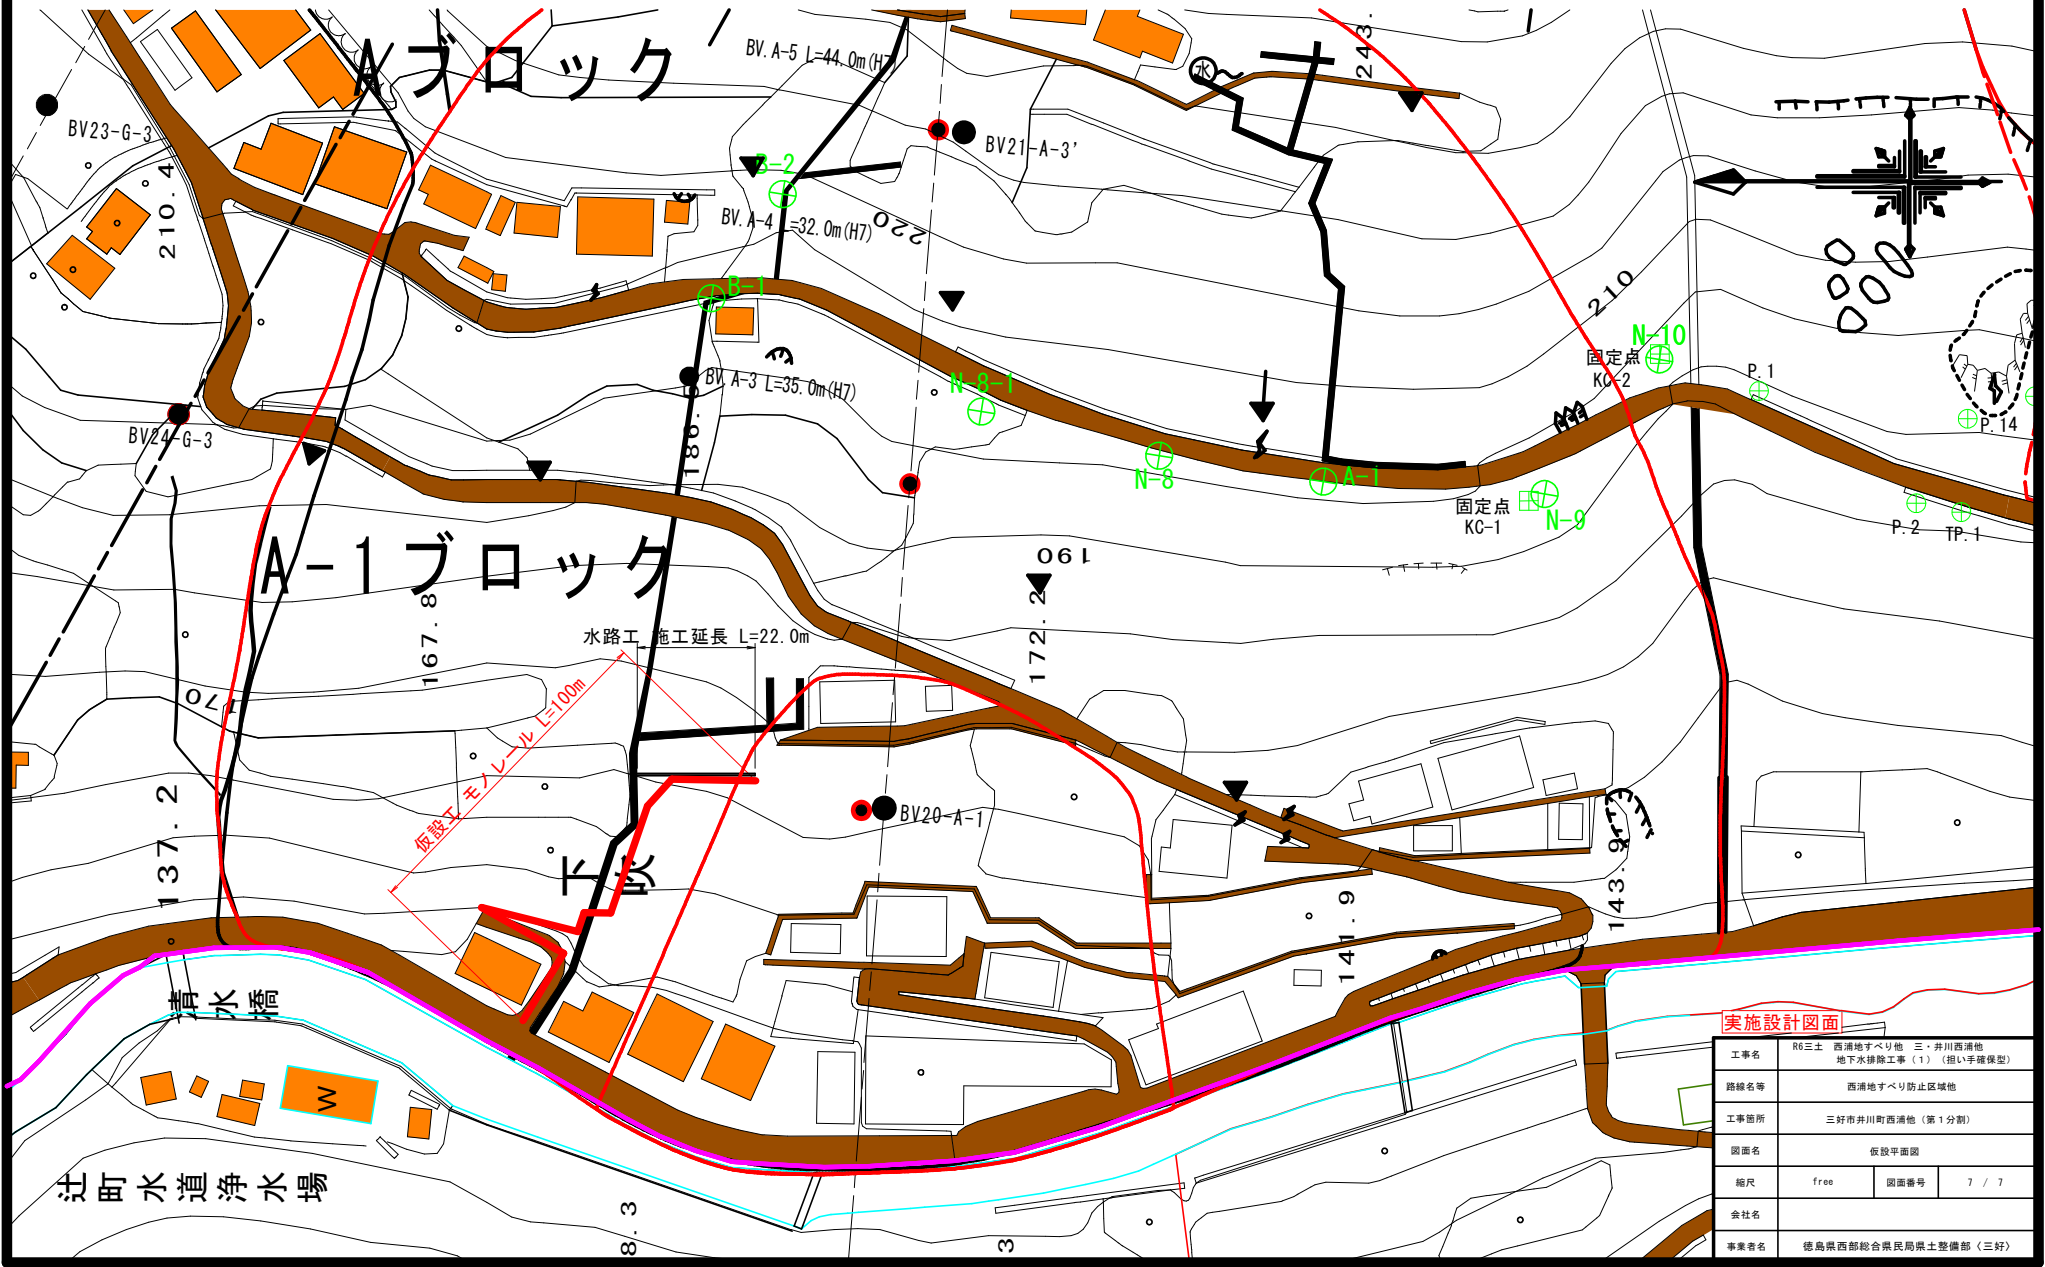 Aブロック
BV.A-5 L=44.0m(H7)
243.
水
BV23-G-3
BV21-A-3'
B-2
210.4
BV.A-4 L=32.0m(H7)
220
B-1
210
N-10
固定点
KC-2
P.1
BV.A-3 L=35.0m(H7)
N-8-1
P.14
BV24-G-3
186.5
N-8
A-1
固定点
KC-1
N-9
P.2
TP.1
A-1ブロック
190
167.8
172.2
水路工 施工延長 L=22.0m
170
仮設工 モノレール L=100m
137.2
BV20-A-1
下吹
143.9
141.9
清水橋
W
辻町水道浄水場
8.3
3
実施設計図面
工事名 R6三土 西浦地すべり他 三・井川西浦他
地下水排除工事(1)(担い手確保型)
路線名等 西浦地すべり防止区域他
工事箇所 三好市井川町西浦他(第1分割)
図面名 仮設平面図
縮尺 free 図面番号 7 / 7
会社名
事業者名 徳島県西部総合県民局県土整備部〈三好〉